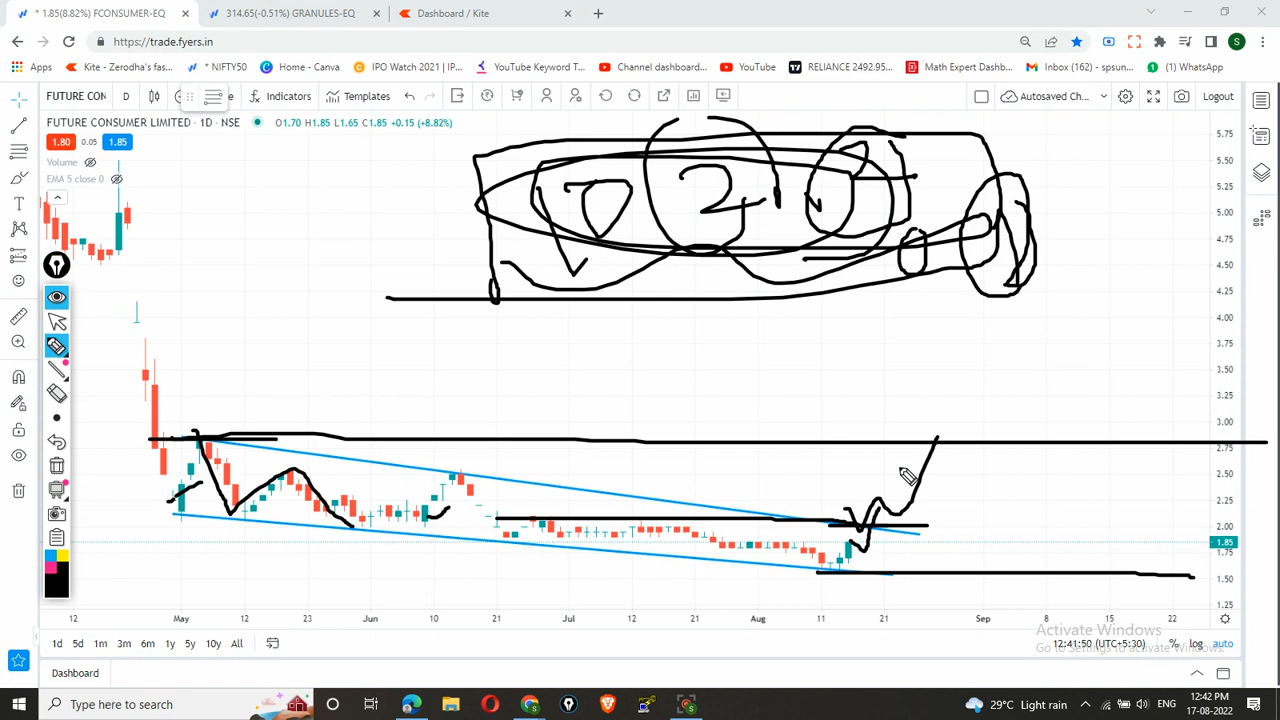 * 1.85(8.82%) FCONSUMER-EQ
314.65(-0.51%) GRANULES-EQ
Dashboard / Kite
https://trade.fyers.in
Apps
Kite - Zerodha's fas...
* NIFTY50
Home - Canva
IPO Watch 2021 | IP...
YouTube Keyword T...
Channel dashboard...
YouTube
RELIANCE 2492.95...
Math Expert Dashb...
Inbox (162) - spsun...
(1) WhatsApp
FUTURE CON
D
Indicators
Templates
Autosaved Ch...
Logout
FUTURE CONSUMER LIMITED · 1D · NSE
O1.70 H1.85 L1.65 C1.85 +0.15 (+8.82%)
1.80
0.05
1.85
Volume
EMA 5 close 0
5.75
5.50
5.25
5.00
4.75
4.50
4.25
4.00
3.75
3.50
3.25
3.00
2.75
2.50
2.25
2.00
1.85
1.75
1.50
1.25
12
May
12
23
Jun
10
21
Jul
11
21
Aug
11
21
Sep
8
15
22
1d 5d 1m 3m 6m 1y 5y 10y All
12:41:50 (UTC+5:30)
%
log
auto
Activate Windows
Go to Settings to activate Windows.
Dashboard
Type here to search
29°C Light rain
ENG
12:42 PM
17-08-2022